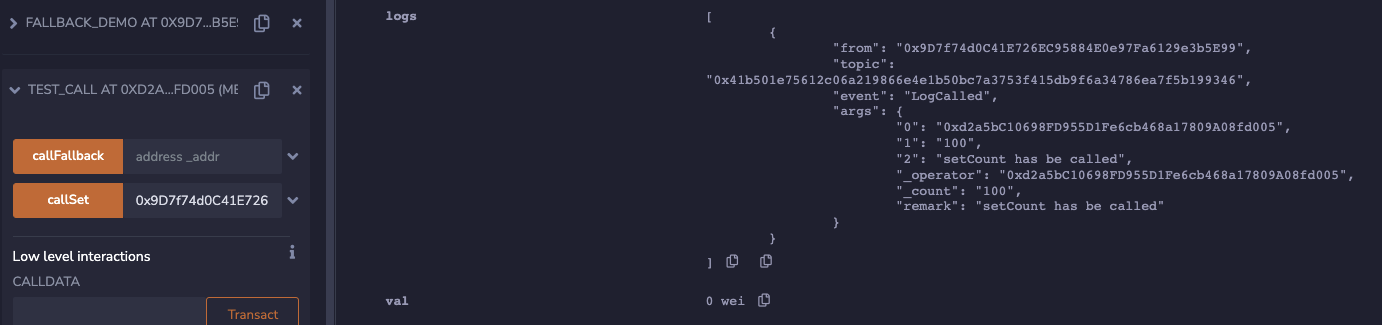 FALLBACK_DEMO AT 0X9D7...B5E9
TEST_CALL AT 0XD2A...FD005 (ME
callFallback address _addr
callSet 0x9D7f74d0C41E726
Low level interactions i
CALLDATA
Transact
logs [
{
"from": "0x9D7f74d0C41E726EC95884E0e97Fa6129e3b5E99",
"topic":
"0x41b501e75612c06a219866e4e1b50bc7a3753f415db9f6a34786ea7f5b199346",
"event": "LogCalled",
"args": {
"0": "0xd2a5bC10698FD955D1Fe6cb468a17809A08fd005",
"1": "100",
"2": "setCount has be called",
"_operator": "0xd2a5bC10698FD955D1Fe6cb468a17809A08fd005",
"_count": "100",
"remark": "setCount has be called"
}
}
]
val 0 wei